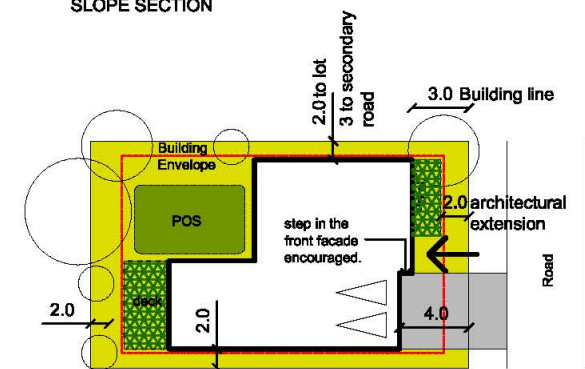 SLOPE SECTION
2.0 to lot
3 to secondary
road
3.0 Building line
Building
Envelope
POS
2.0 architectural
extension
step in the
front facade
encouraged.
Road
deck
2.0
2.0
4.0